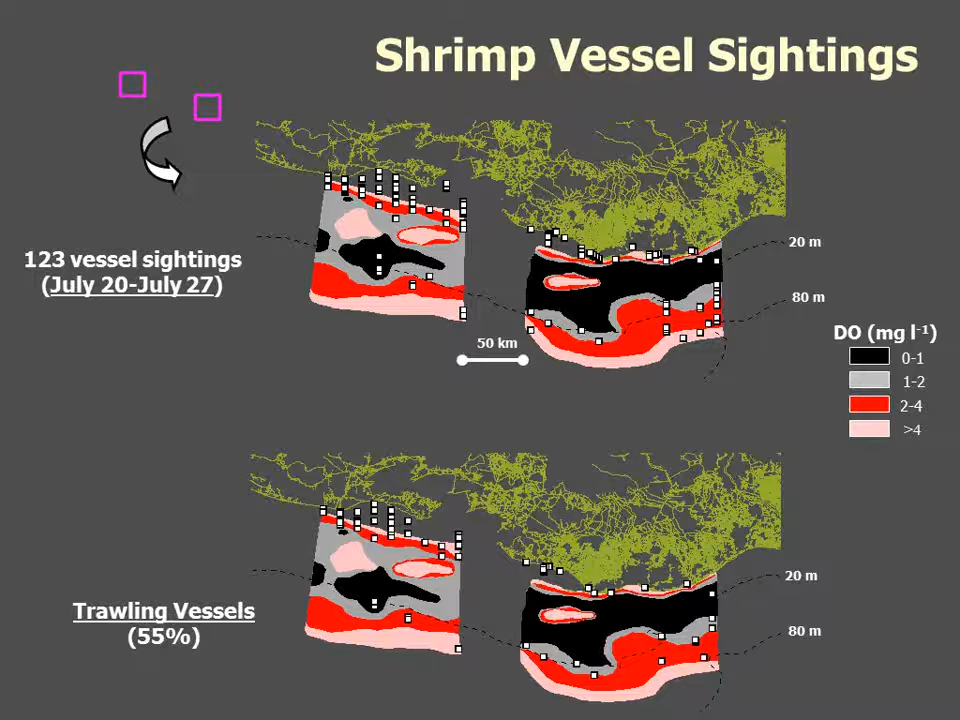 Shrimp Vessel Sightings
123 vessel sightings
(July 20-July 27)
20 m
80 m
50 km
DO (mg l-1)
0-1
1-2
2-4
>4
Trawling Vessels
(55%)
20 m
80 m